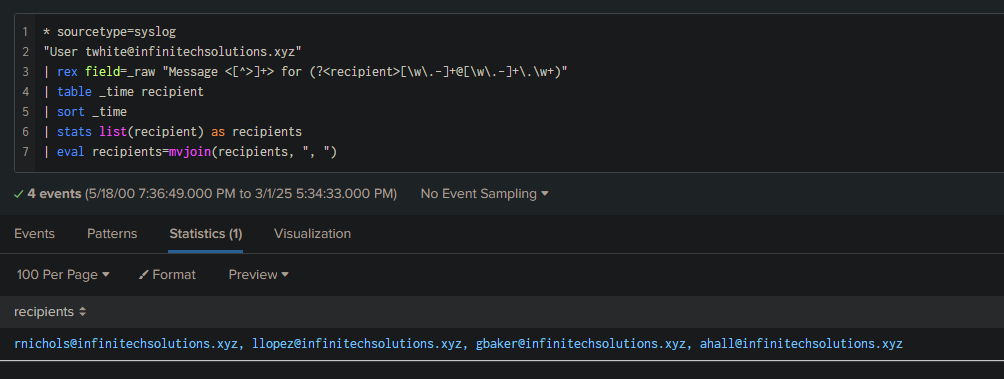 1 * sourcetype=syslog
2 "User twhite@infinitechsolutions.xyz"
3 | rex field=_raw "Message <[^>]+> for (?<recipient>[\w\.-]+@[\w\.-]+\.\w+)"
4 | table _time recipient
5 | sort _time
6 | stats list(recipient) as recipients
7 | eval recipients=mvjoin(recipients, ", ")
✓ 4 events (5/18/00 7:36:49.000 PM to 3/1/25 5:34:33.000 PM) No Event Sampling ▾
Events Patterns Statistics (1) Visualization
100 Per Page ▾ Format Preview ▾
recipients
rnichols@infinitechsolutions.xyz, llopez@infinitechsolutions.xyz, gbaker@infinitechsolutions.xyz, ahall@infinitechsolutions.xyz